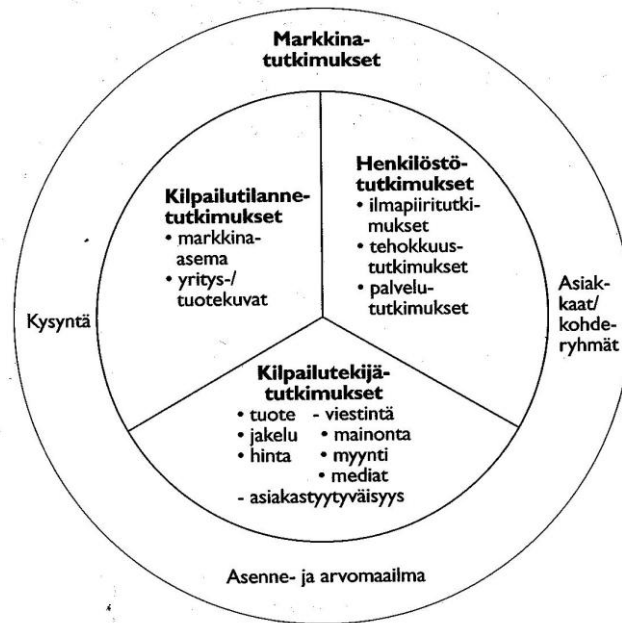 Markkina-
tutkimukset
Kilpailutilanne-
tutkimukset
• markkina-
asema
• yritys-/
tuotekuvat
Henkilöstö-
tutkimukset
• ilmapiiritutki-
mukset
• tehokkuus-
tutkimukset
• palvelu-
tutkimukset
Kysyntä
Asiak-
kaat/
kohde-
ryhmät
Kilpailutekijä-
tutkimukset
• tuote - viestintä
• jakelu • mainonta
• hinta • myynti
• mediat
- asiakastyytyväisyys
Asenne- ja arvomaailma